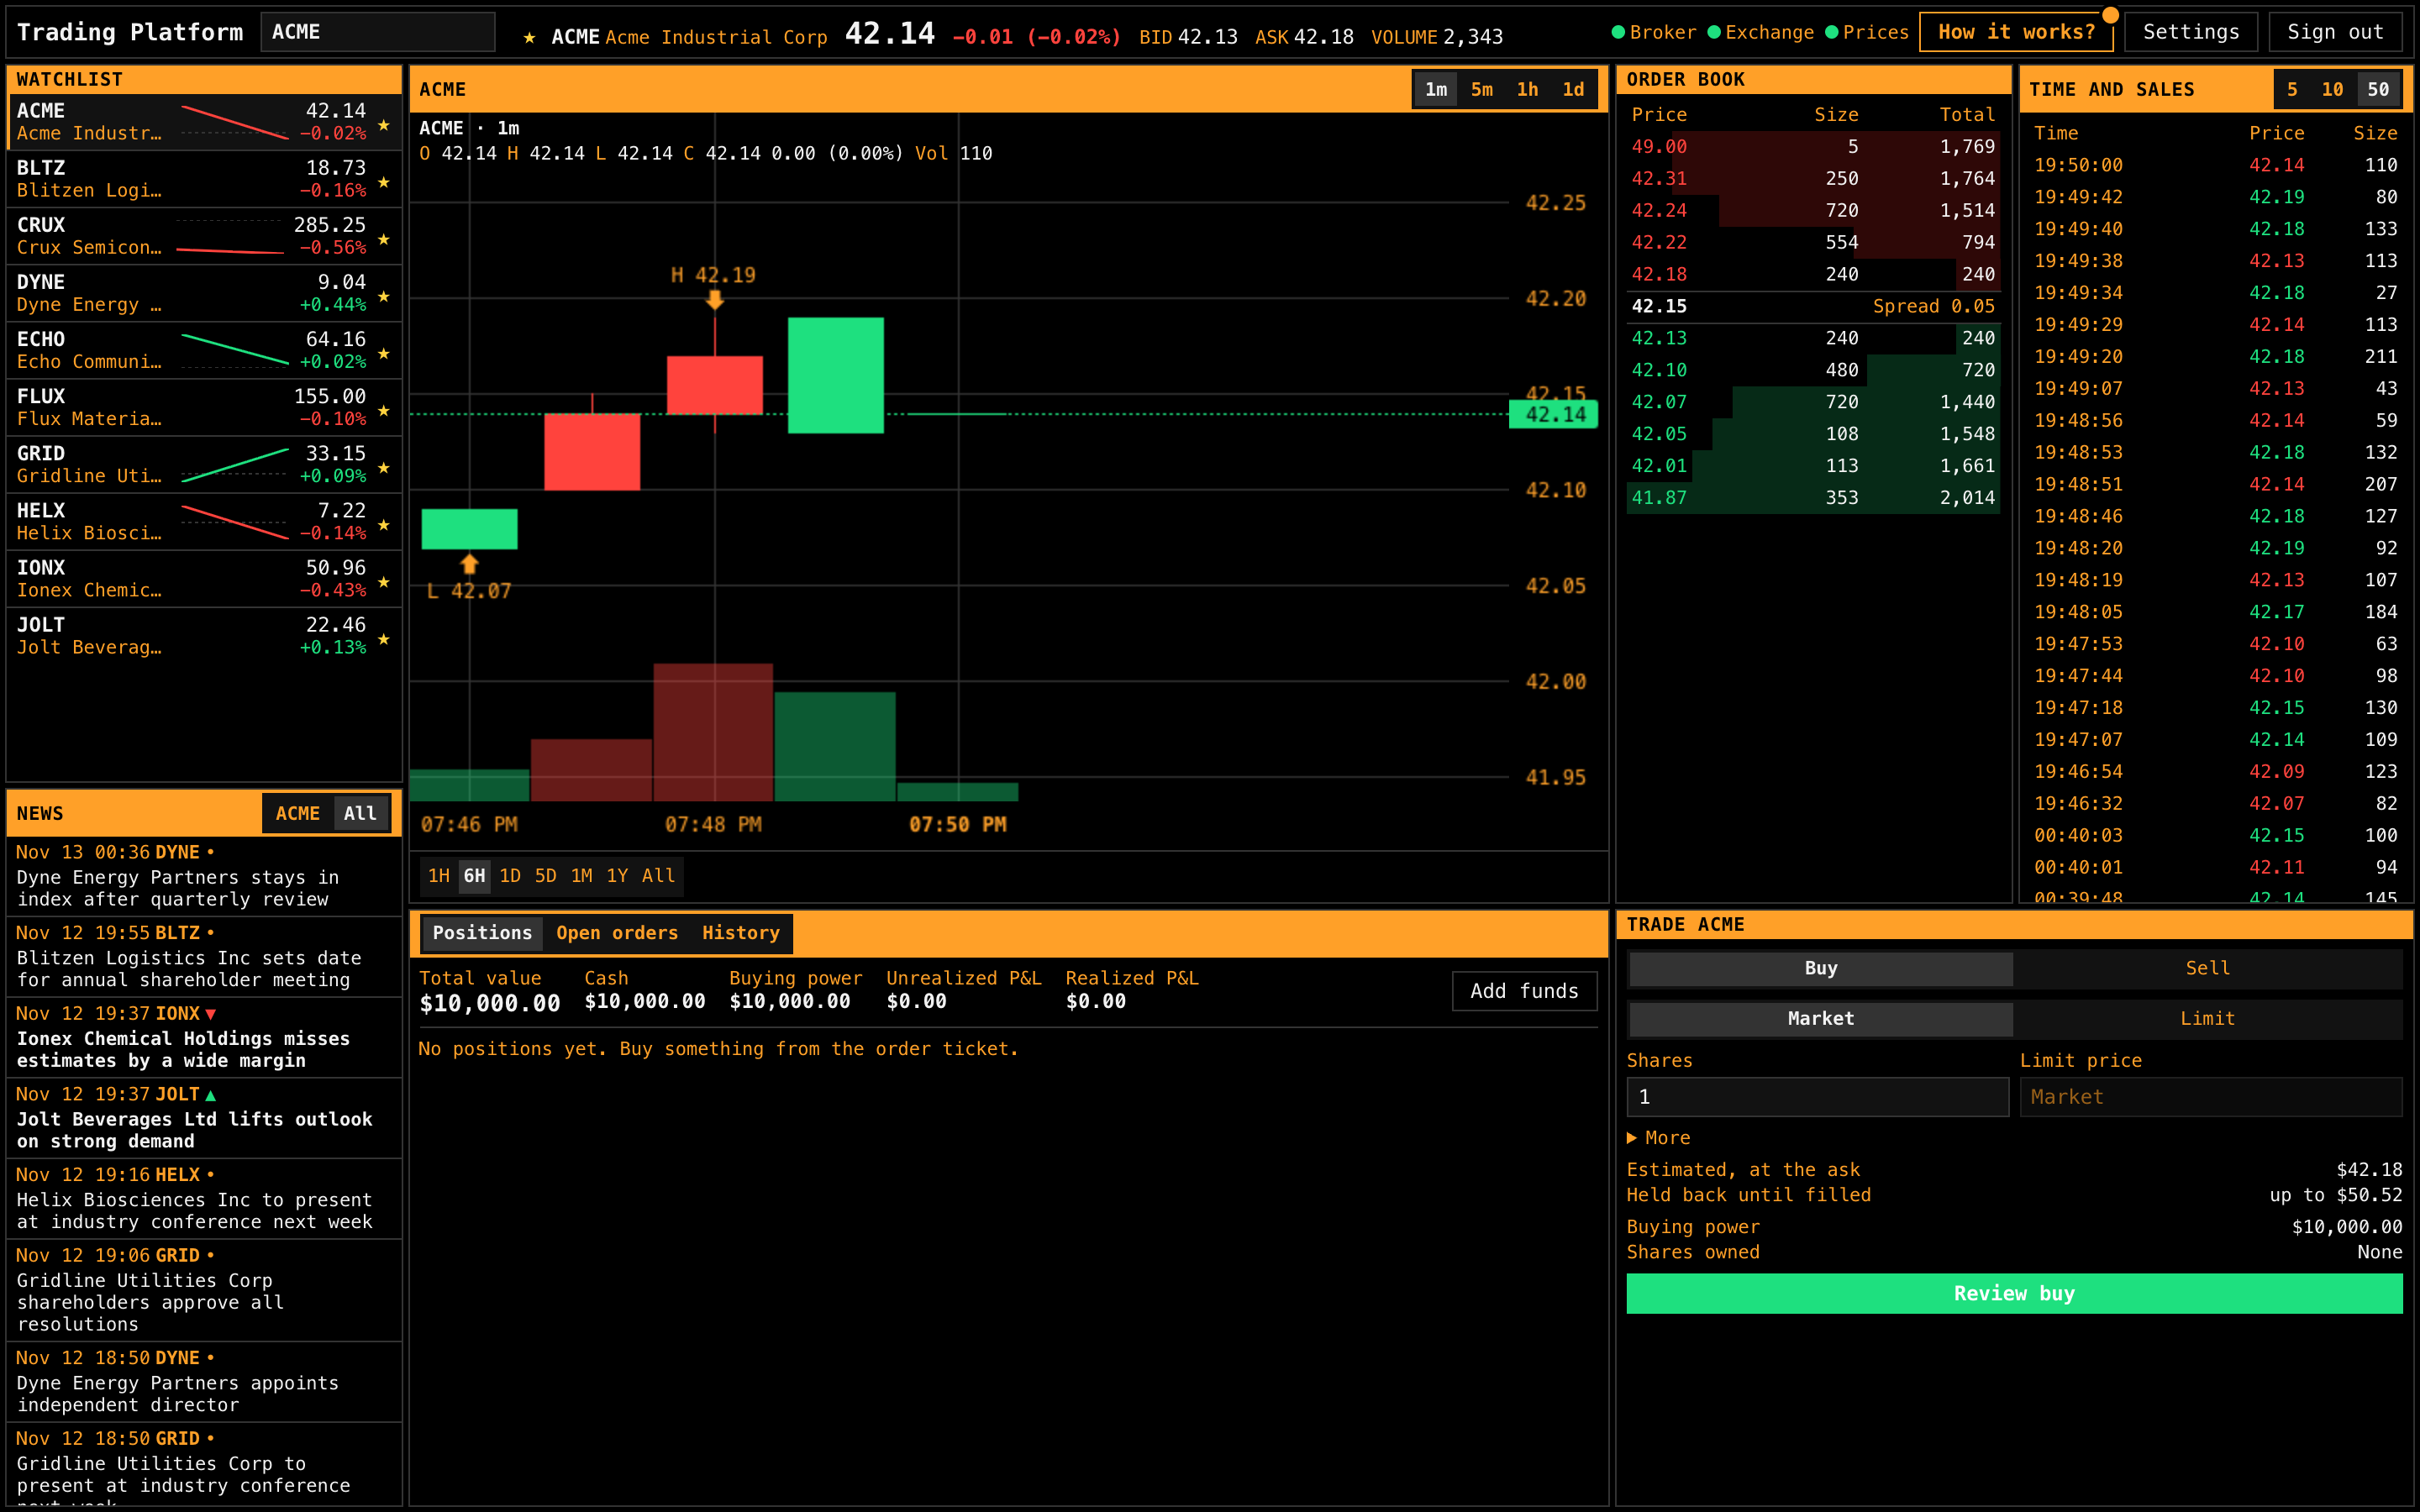 Trading Platform ACME ★ ACME Acme Industrial Corp 42.14 −0.01 (−0.02%) BID 42.13 ASK 42.18 VOLUME 2,343 Broker Exchange Prices How it works? Settings Sign out
WATCHLIST
ACME 42.14
Acme Industr… −0.02% ★
BLTZ 18.73
Blitzen Logi… −0.16% ★
CRUX 285.25
Crux Semicon… −0.56% ★
DYNE 9.04
Dyne Energy … +0.44% ★
ECHO 64.16
Echo Communi… +0.02% ★
FLUX 155.00
Flux Materia… −0.10% ★
GRID 33.15
Gridline Uti… +0.09% ★
HELX 7.22
Helix Biosci… −0.14% ★
IONX 50.96
Ionex Chemic… −0.43% ★
JOLT 22.46
Jolt Beverag… +0.13% ★
NEWS ACME All
Nov 13 00:36 DYNE •
Dyne Energy Partners stays in
index after quarterly review
Nov 12 19:55 BLTZ •
Blitzen Logistics Inc sets date
for annual shareholder meeting
Nov 12 19:37 IONX ▼
Ionex Chemical Holdings misses
estimates by a wide margin
Nov 12 19:37 JOLT ▲
Jolt Beverages Ltd lifts outlook
on strong demand
Nov 12 19:16 HELX •
Helix Biosciences Inc to present
at industry conference next week
Nov 12 19:06 GRID •
Gridline Utilities Corp
shareholders approve all
resolutions
Nov 12 18:50 DYNE •
Dyne Energy Partners appoints
independent director
Nov 12 18:50 GRID •
Gridline Utilities Corp to
present at industry conference
next week
ACME 1m 5m 1h 1d
ACME · 1m
O 42.14 H 42.14 L 42.14 C 42.14 0.00 (0.00%) Vol 110
42.25
H 42.19
42.20
42.15
42.14
42.10
42.05
L 42.07
42.00
41.95
07:46 PM 07:48 PM 07:50 PM
1H 6H 1D 5D 1M 1Y All
ORDER BOOK
Price Size Total
49.00 5 1,769
42.31 250 1,764
42.24 720 1,514
42.22 554 794
42.18 240 240
42.15 Spread 0.05
42.13 240 240
42.10 480 720
42.07 720 1,440
42.05 108 1,548
42.01 113 1,661
41.87 353 2,014
TIME AND SALES 5 10 50
Time Price Size
19:50:00 42.14 110
19:49:42 42.19 80
19:49:40 42.18 133
19:49:38 42.13 113
19:49:34 42.18 27
19:49:29 42.14 113
19:49:20 42.18 211
19:49:07 42.13 43
19:48:56 42.14 59
19:48:53 42.18 132
19:48:51 42.14 207
19:48:46 42.18 127
19:48:20 42.19 92
19:48:19 42.13 107
19:48:05 42.17 184
19:47:53 42.10 63
19:47:44 42.10 98
19:47:18 42.15 130
19:47:07 42.14 109
19:46:54 42.09 123
19:46:32 42.07 82
00:40:03 42.15 100
00:40:01 42.11 94
00:39:48 42.14 145
Positions Open orders History
Total value Cash Buying power Unrealized P&L Realized P&L
$10,000.00 $10,000.00 $10,000.00 $0.00 $0.00 Add funds
No positions yet. Buy something from the order ticket.
TRADE ACME
Buy Sell
Market Limit
Shares Limit price
1 Market
More
Estimated, at the ask $42.18
Held back until filled up to $50.52
Buying power $10,000.00
Shares owned None
Review buy